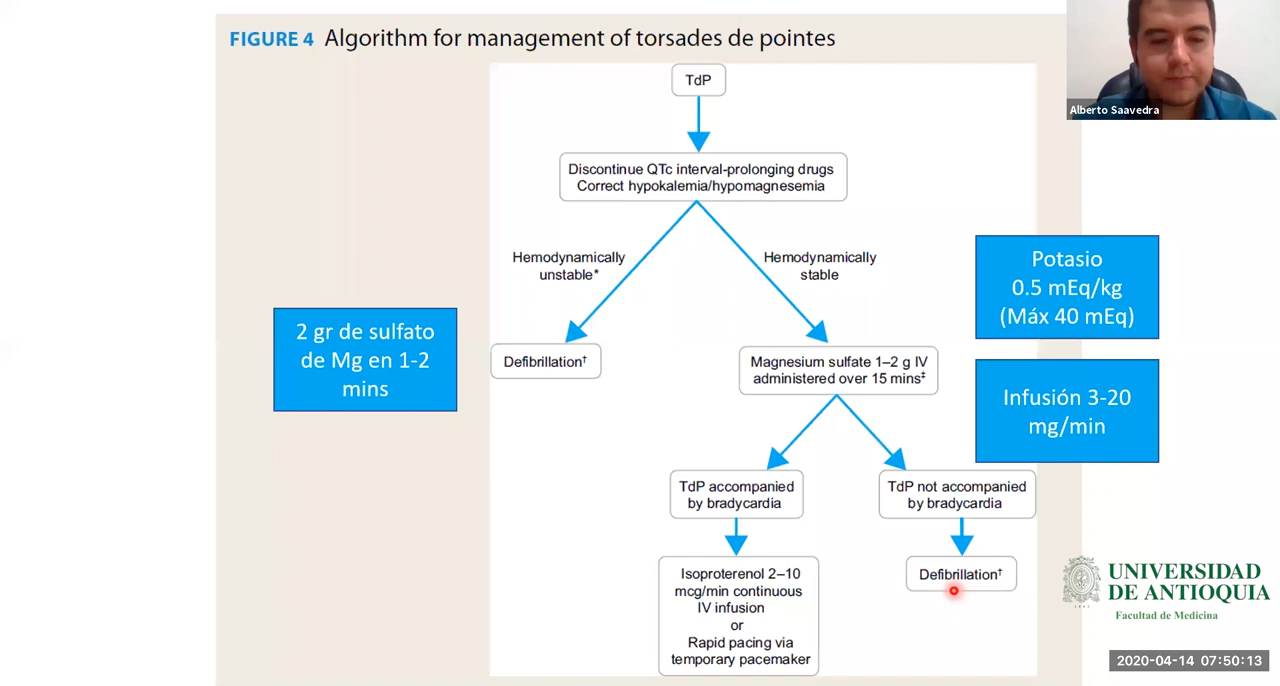 FIGURE 4 Algorithm for management of torsades de pointes
Alberto Saavedra
TdP
Discontinue QTc interval-prolonging drugs
Correct hypokalemia/hypomagnesemia
Hemodynamically
unstable*
Hemodynamically
stable
Potasio
0.5 mEq/kg
(Máx 40 mEq)
2 gr de sulfato
de Mg en 1-2
mins
Defibrillation†
Magnesium sulfate 1–2 g IV
administered over 15 mins‡
Infusión 3-20
mg/min
TdP accompanied
by bradycardia
TdP not accompanied
by bradycardia
Isoproterenol 2–10
mcg/min continuous
IV infusion
or
Rapid pacing via
temporary pacemaker
Defibrillation†
UNIVERSIDAD
DE ANTIOQUIA
Facultad de Medicina
2020-04-14 07:50:13